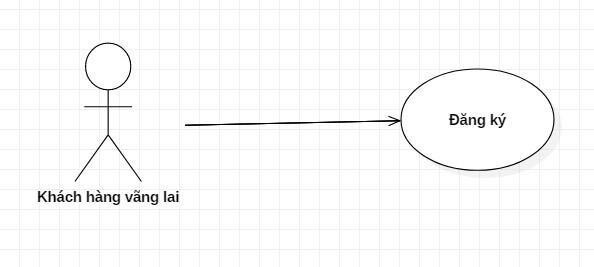 Đăng ký
Khách hàng vãng lai